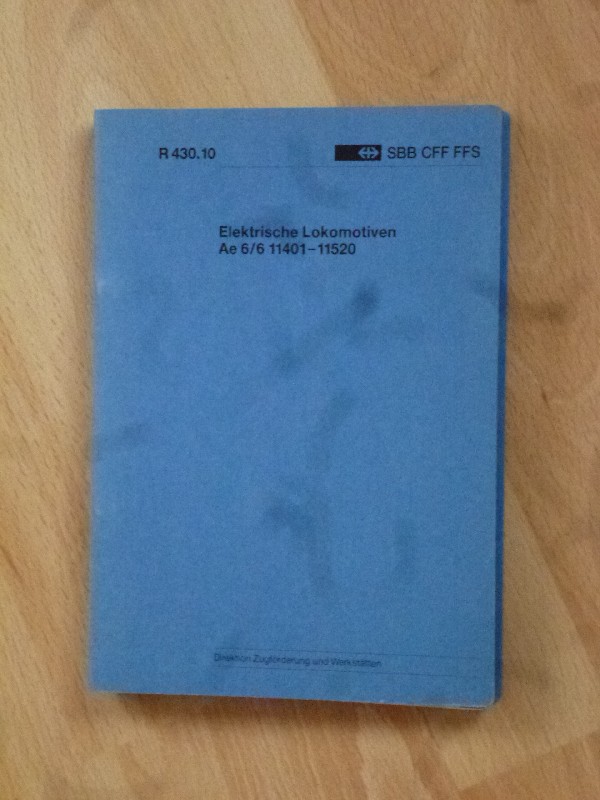 R 430.10
SBB CFF FFS
Elektrische Lokomotiven
Ae 6/6 11401–11520
Direktion Zugförderung und Werkstätten